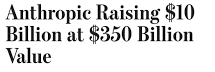 Anthropic Raising $10
Billion at $350 Billion
Value